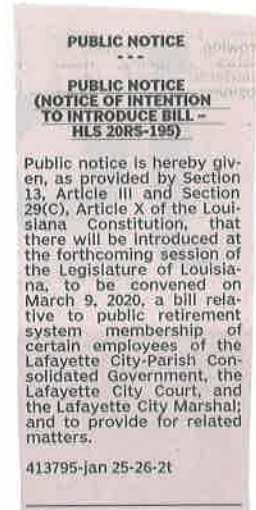 PUBLIC NOTICE
---
PUBLIC NOTICE
(NOTICE OF INTENTION
TO INTRODUCE BILL –
HLS 20RS-195)
Public notice is hereby giv-
en, as provided by Section
13, Article III and Section
29(C), Article X of the Loui-
siana Constitution, that
there will be introduced at
the forthcoming session of
the Legislature of Louisia-
na, to be convened on
March 9, 2020, a bill rela-
tive to public retirement
system membership of
certain employees of the
Lafayette City-Parish Con-
solidated Government, the
Lafayette City Court, and
the Lafayette City Marshal;
and to provide for related
matters.
413795-jan 25-26-2t